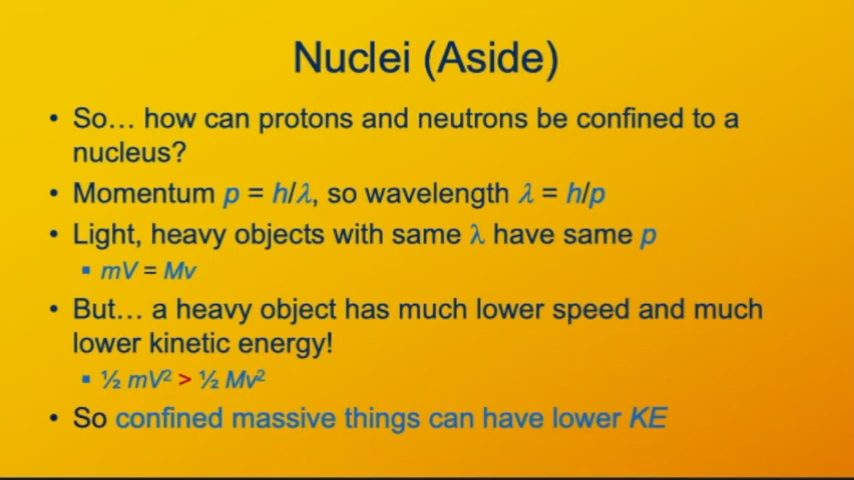 Nuclei (Aside)
• So… how can protons and neutrons be confined to a
nucleus?
• Momentum p = h/λ, so wavelength λ = h/p
• Light, heavy objects with same λ have same p
▪ mV = Mv
• But… a heavy object has much lower speed and much
lower kinetic energy!
▪ ½ mV² > ½ Mv²
• So confined massive things can have lower KE